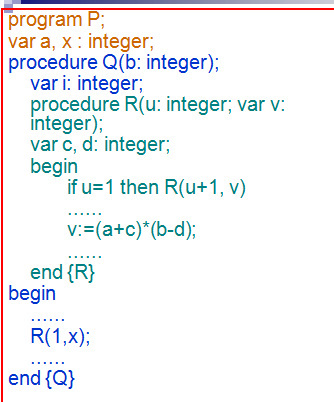 program P;
var a, x : integer;
procedure Q(b: integer);
var i: integer;
procedure R(u: integer; var v:
integer);
var c, d: integer;
begin
if u=1 then R(u+1, v)
......
v:=(a+c)*(b-d);
......
end {R}
begin
......
R(1,x);
......
end {Q}